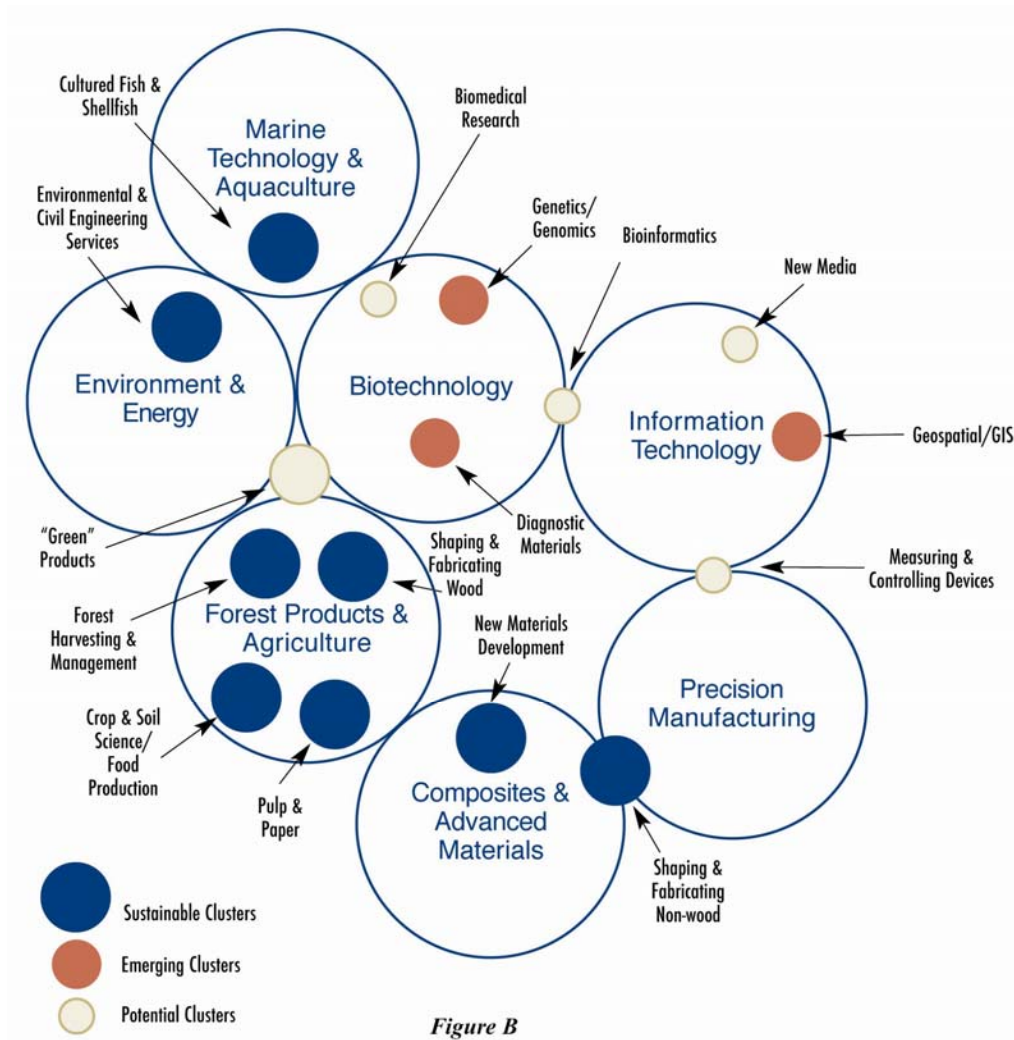 Cultured Fish &
Shellfish
Biomedical
Research
Marine
Technology &
Aquaculture
Environmental &
Civil Engineering
Services
Genetics/
Genomics
Bioinformatics
New Media
Environment &
Energy
Biotechnology
Information
Technology
Geospatial/GIS
"Green"
Products
Diagnostic
Materials
Shaping &
Fabricating
Wood
Measuring &
Controlling Devices
Forest
Harvesting &
Management
Forest Products &
Agriculture
New Materials
Development
Precision
Manufacturing
Crop & Soil
Science/
Food
Production
Pulp &
Paper
Composites &
Advanced
Materials
Shaping &
Fabricating
Non-wood
Sustainable Clusters
Emerging Clusters
Potential Clusters
Figure B